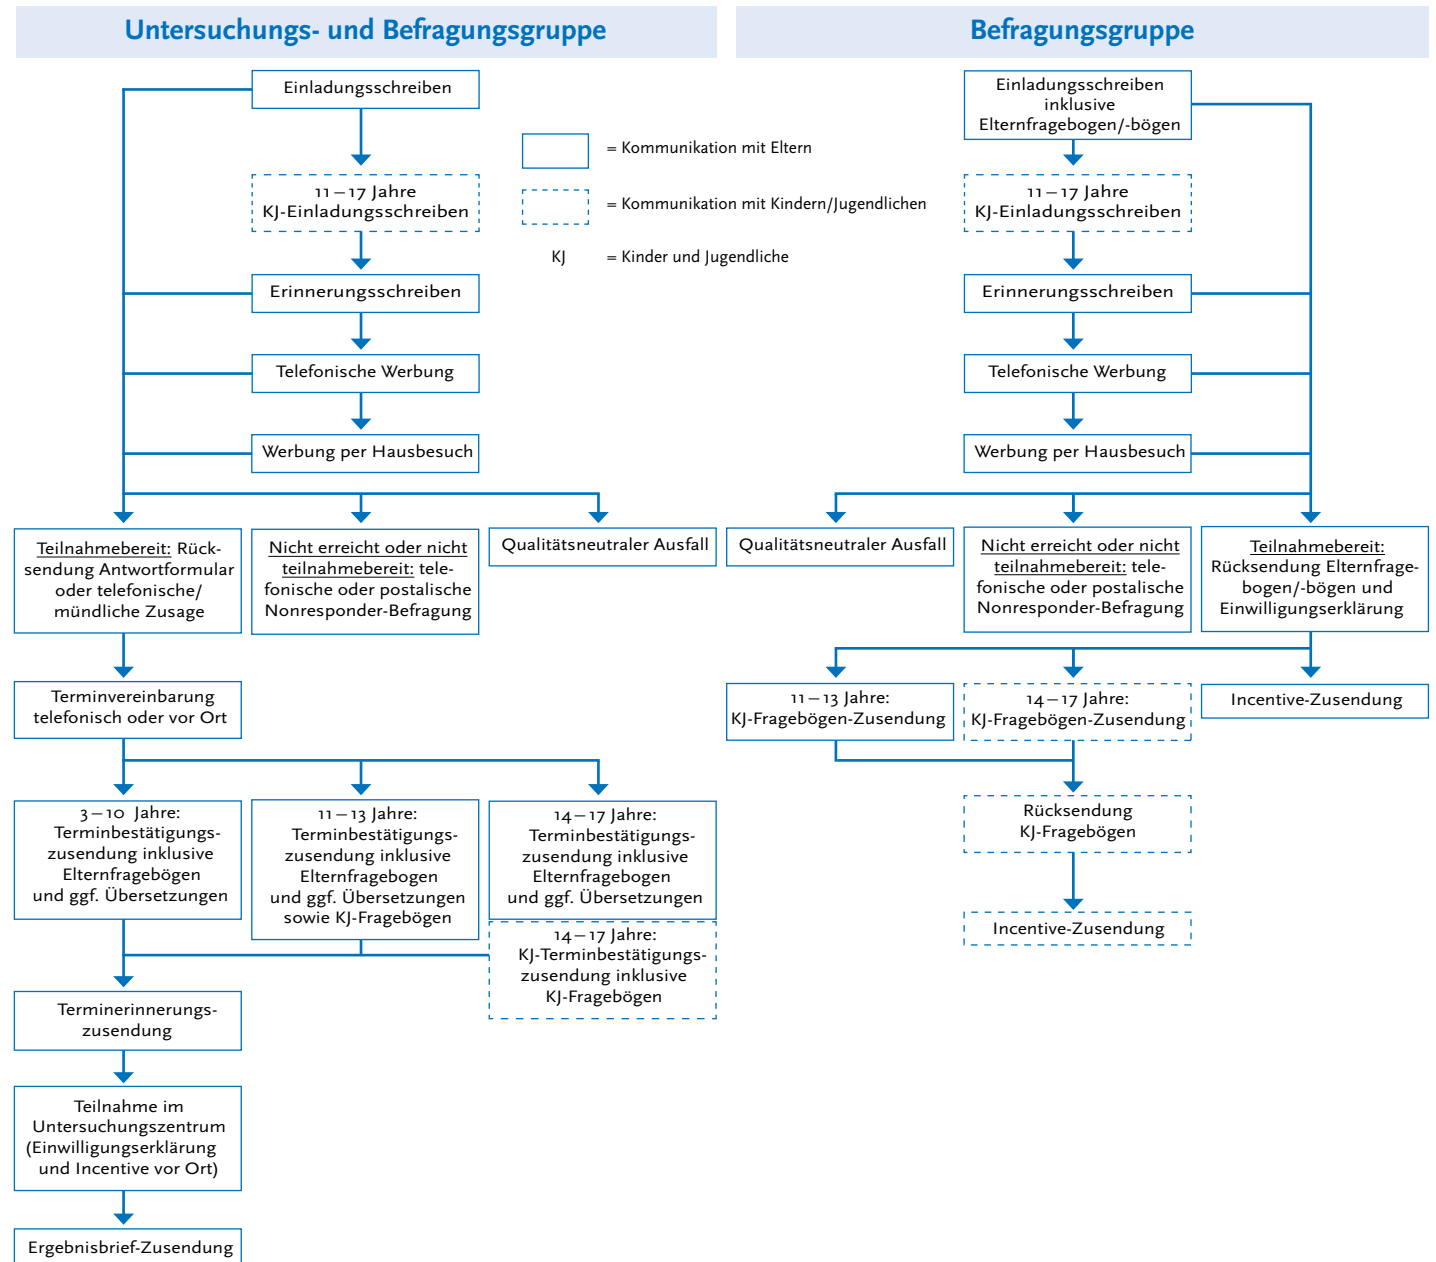 Untersuchungs- und Befragungsgruppe
Einladungsschreiben
11–17 Jahre
KJ-Einladungsschreiben
Erinnerungsschreiben
Telefonische Werbung
Werbung per Hausbesuch
Teilnahmebereit: Rück-
sendung Antwortformular
oder telefonische/
mündliche Zusage
Nicht erreicht oder nicht
teilnahmebereit: tele-
fonische oder postalische
Nonresponder-Befragung
Qualitätsneutraler Ausfall
Terminvereinbarung
telefonisch oder vor Ort
3–10 Jahre:
Terminbestätigungs-
zusendung inklusive
Elternfragebögen
und ggf. Übersetzungen
11–13 Jahre:
Terminbestätigungs-
zusendung inklusive
Elternfragebogen
und ggf. Übersetzungen
sowie KJ-Fragebögen
14–17 Jahre:
Terminbestätigungs-
zusendung inklusive
Elternfragebogen
und ggf. Übersetzungen
14–17 Jahre:
KJ-Terminbestätigungs-
zusendung inklusive
KJ-Fragebögen
Terminerinnerungs-
zusendung
Teilnahme im
Untersuchungszentrum
(Einwilligungserklärung
und Incentive vor Ort)
Ergebnisbrief-Zusendung
= Kommunikation mit Eltern
= Kommunikation mit Kindern/Jugendlichen
KJ = Kinder und Jugendliche
Befragungsgruppe
Einladungsschreiben
inklusive
Elternfragebogen/-bögen
11–17 Jahre
KJ-Einladungsschreiben
Erinnerungsschreiben
Telefonische Werbung
Werbung per Hausbesuch
Qualitätsneutraler Ausfall
Nicht erreicht oder nicht
teilnahmebereit: tele-
fonische oder postalische
Nonresponder-Befragung
Teilnahmebereit:
Rücksendung Elternfrage-
bogen/-bögen und
Einwilligungserklärung
11–13 Jahre:
KJ-Fragebögen-Zusendung
14–17 Jahre:
KJ-Fragebögen-Zusendung
Incentive-Zusendung
Rücksendung
KJ-Fragebögen
Incentive-Zusendung